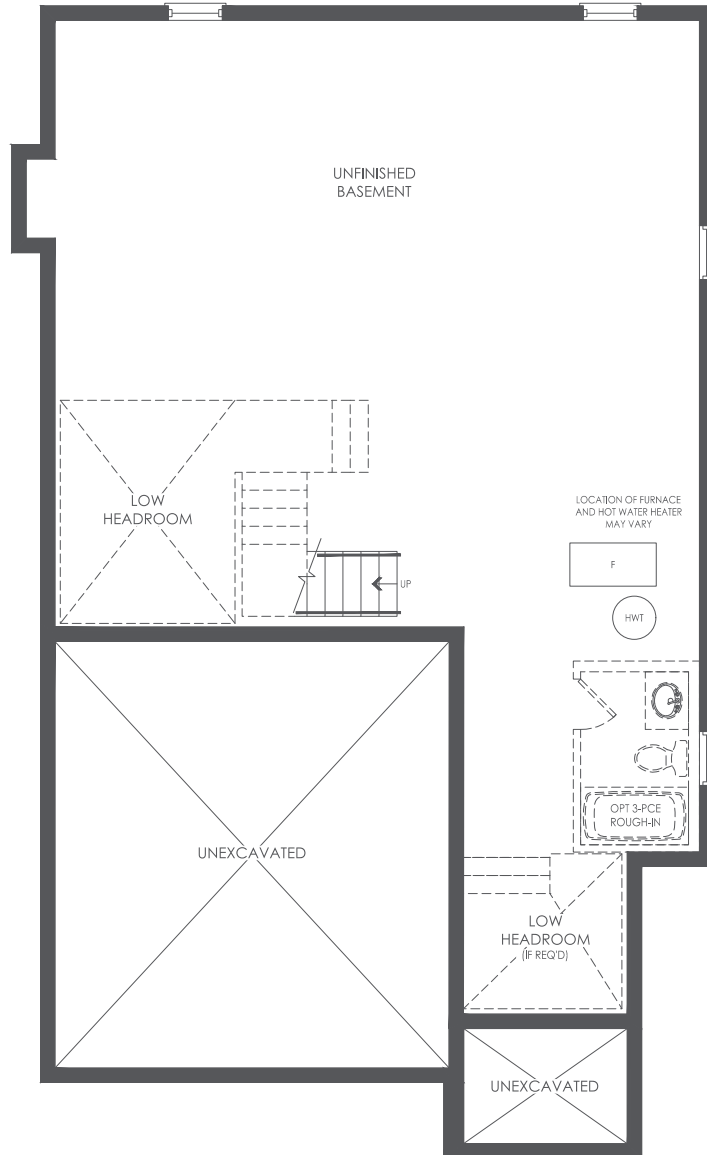 UNFINISHED
BASEMENT
LOW
HEADROOM
LOCATION OF FURNACE
AND HOT WATER HEATER
MAY VARY
F
UP
HWT
OPT 3-PCE
ROUGH-IN
UNEXCAVATED
LOW
HEADROOM
(IF REQ'D)
UNEXCAVATED